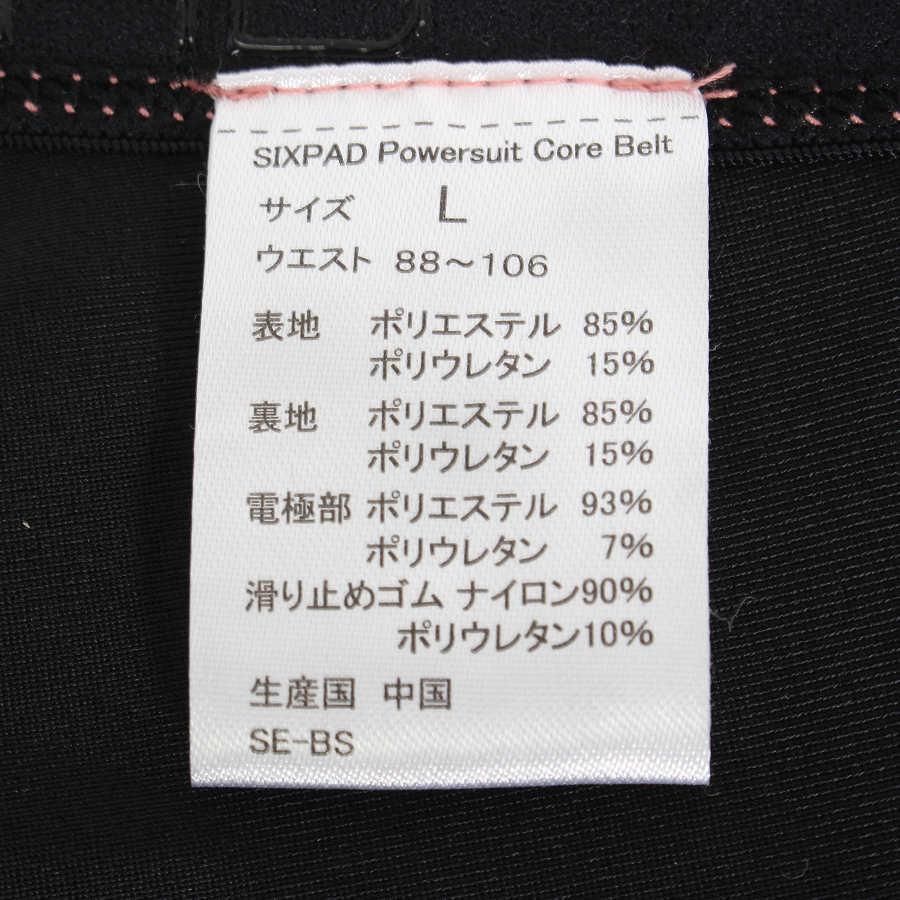 SIXPAD Powersuit Core Belt
サイズ L
ウエスト 88～106
表地 ポリエステル 85%
ポリウレタン 15%
裏地 ポリエステル 85%
ポリウレタン 15%
電極部 ポリエステル 93%
ポリウレタン 7%
滑り止めゴム ナイロン90%
ポリウレタン10%
生産国 中国
SE-BS